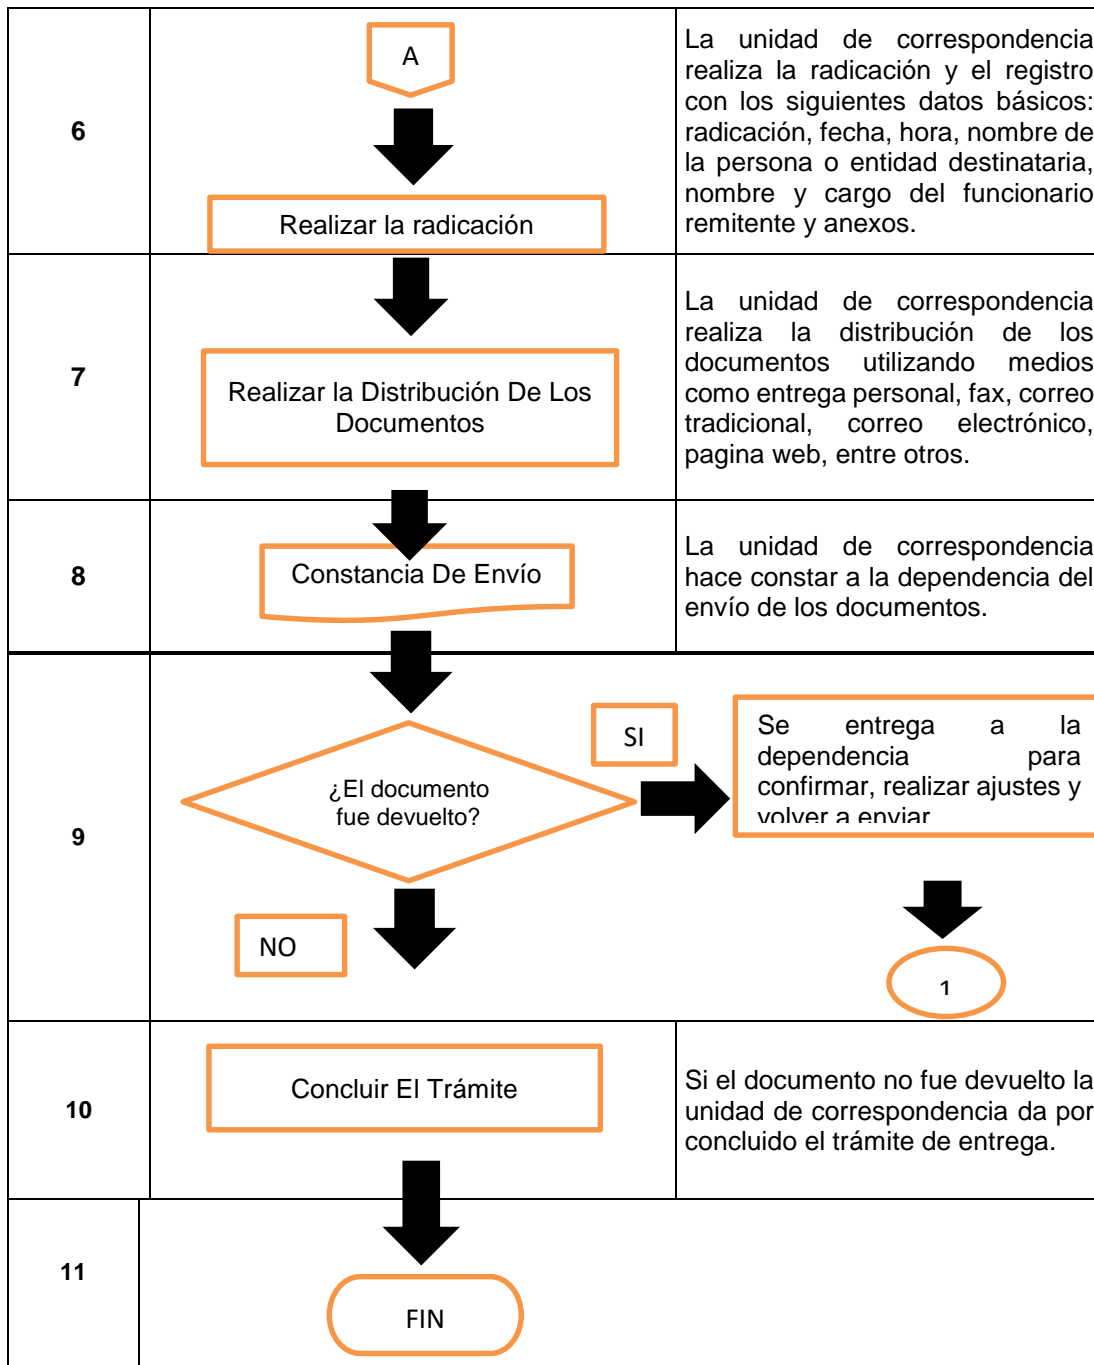 6
A
Realizar la radicación
La unidad de correspondencia
realiza la radicación y el registro
con los siguientes datos básicos:
radicación, fecha, hora, nombre de
la persona o entidad destinataria,
nombre y cargo del funcionario
remitente y anexos.
7
Realizar la Distribución De Los
Documentos
La unidad de correspondencia
realiza la distribución de los
documentos utilizando medios
como entrega personal, fax, correo
tradicional, correo electrónico,
pagina web, entre otros.
8
Constancia De Envío
La unidad de correspondencia
hace constar a la dependencia del
envío de los documentos.
9
¿El documento
fue devuelto?
SI
Se entrega a la
dependencia para
confirmar, realizar ajustes y
volver a enviar
NO
1
10
Concluir El Trámite
Si el documento no fue devuelto la
unidad de correspondencia da por
concluido el trámite de entrega.
11
FIN